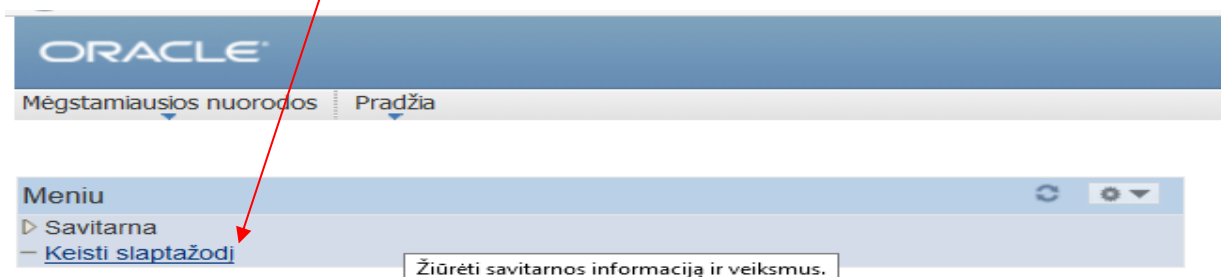 ORACLE
Mėgstamiausios nuorodos Pradžia
Meniu
Savitarna
Keisti slaptažodį
Žiūrėti savitarnos informaciją ir veiksmus.